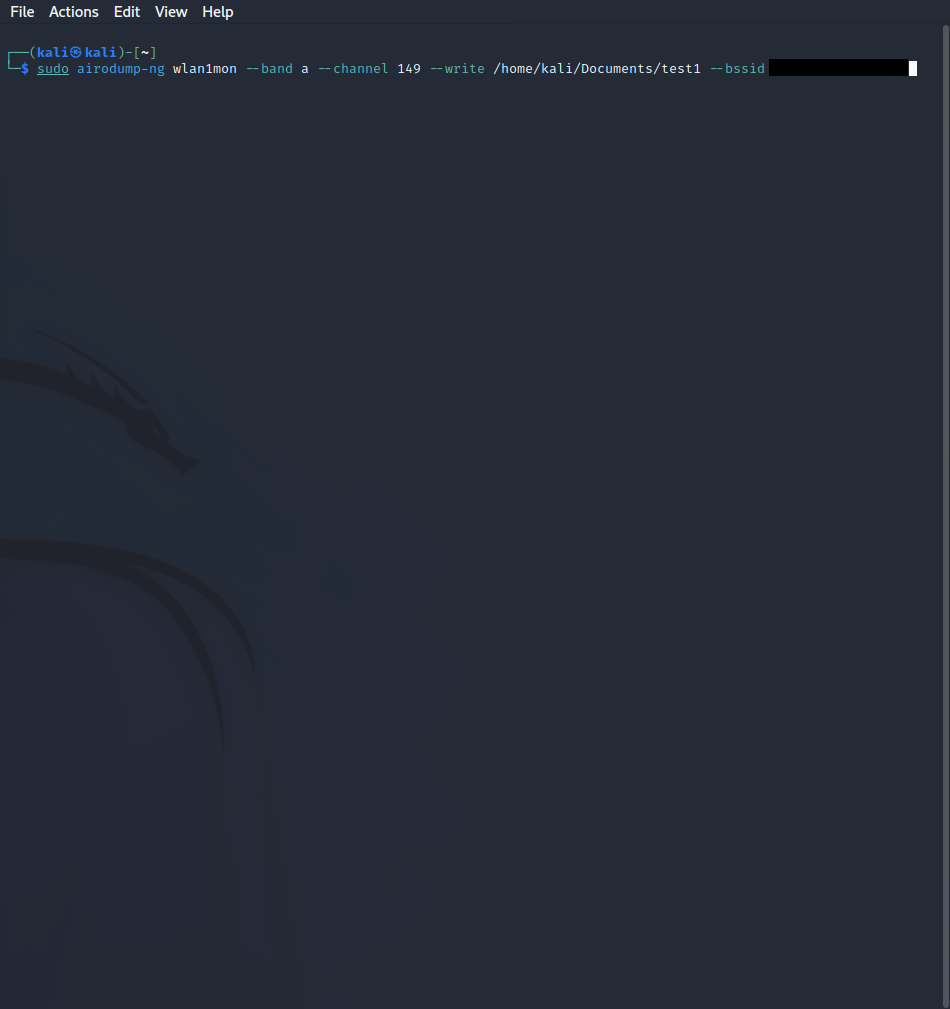 File Actions Edit View Help
┌──(kali㉿kali)-[~]
└─$ sudo airodump-ng wlan1mon --band a --channel 149 --write /home/kali/Documents/test1 --bssid